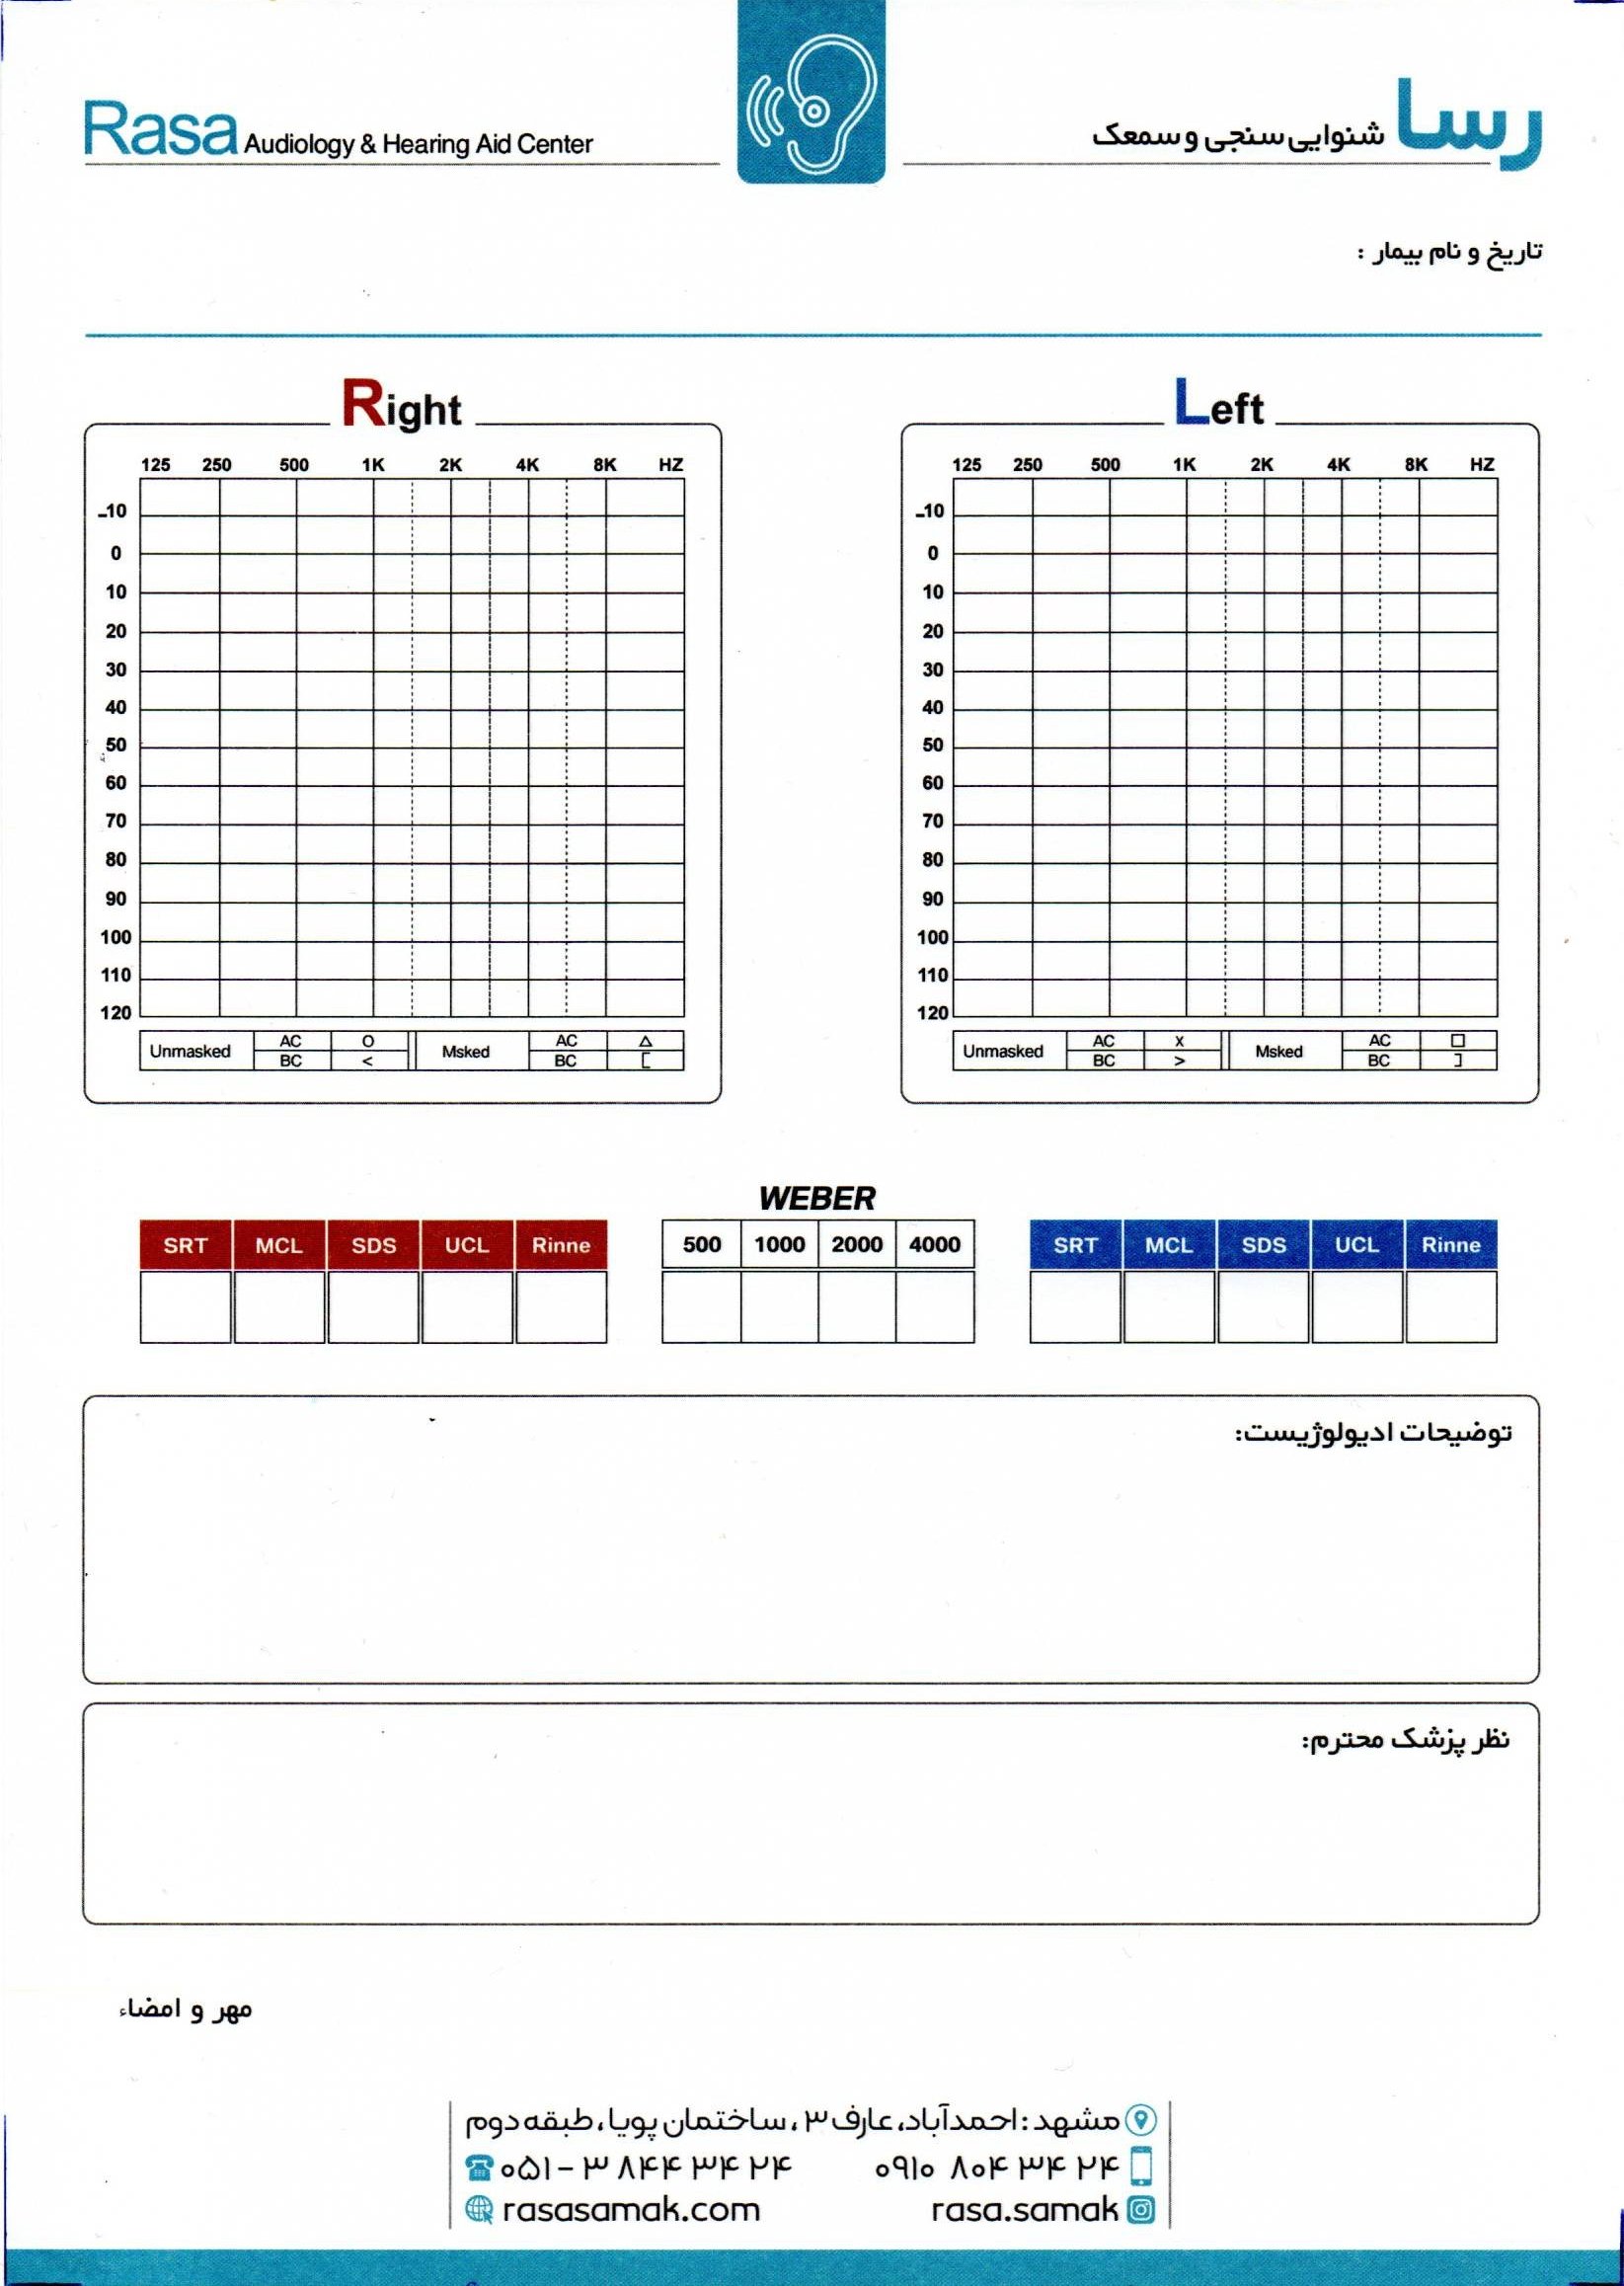 Rasa Audiology & Hearing Aid Center
رسا شنوایی سنجی و سمعک
تاریخ و نام بیمار :
Right
125 250 500 1K 2K 4K 8K HZ
-10
0
10
20
30
40
50
60
70
80
90
100
110
120
Unmasked AC O Msked AC △
BC < BC [
Left
125 250 500 1K 2K 4K 8K HZ
-10
0
10
20
30
40
50
60
70
80
90
100
110
120
Unmasked AC x Msked AC □
BC > BC ]
SRT MCL SDS UCL Rinne
WEBER
500 1000 2000 4000
SRT MCL SDS UCL Rinne
توضیحات ادیولوژیست:
نظر پزشک محترم:
مهر و امضاء
مشهد: احمدآباد، عارف ۳، ساختمان پویا، طبقه دوم
۰۹۱۰ ۸۰۴ ۳۴ ۲۴
۰۵۱-۳ ۸۴۴ ۳۴ ۲۴
rasa.samak
rasasamak.com